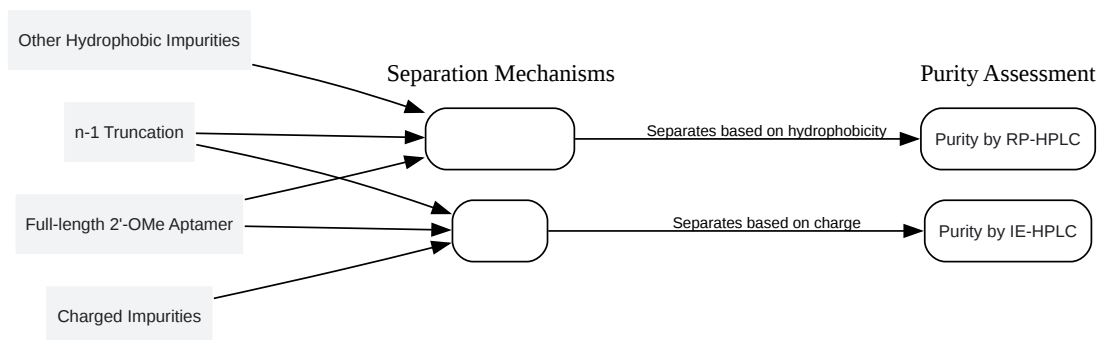 Other Hydrophobic Impurities
Separation Mechanisms
Purity Assessment
n-1 Truncation
Separates based on hydrophobicity
Purity by RP-HPLC
Full-length 2'-OMe Aptamer
Separates based on charge
Purity by IE-HPLC
Charged Impurities